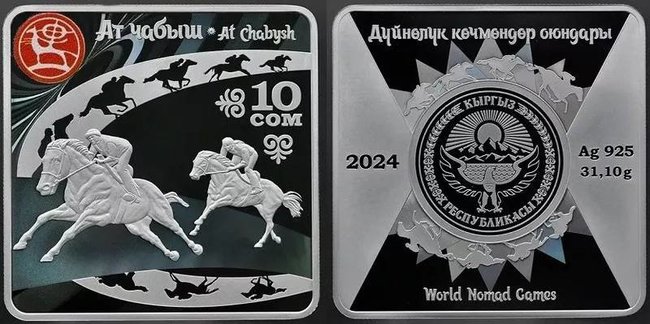 Ат чабыш • At Chabysh
10
СОМ
Дүйнөлүк көчмөндөр оюндары
КЫРГЫЗ
РЕСПУБЛИКАСЫ
2024
Ag 925
31,10g
World Nomad Games